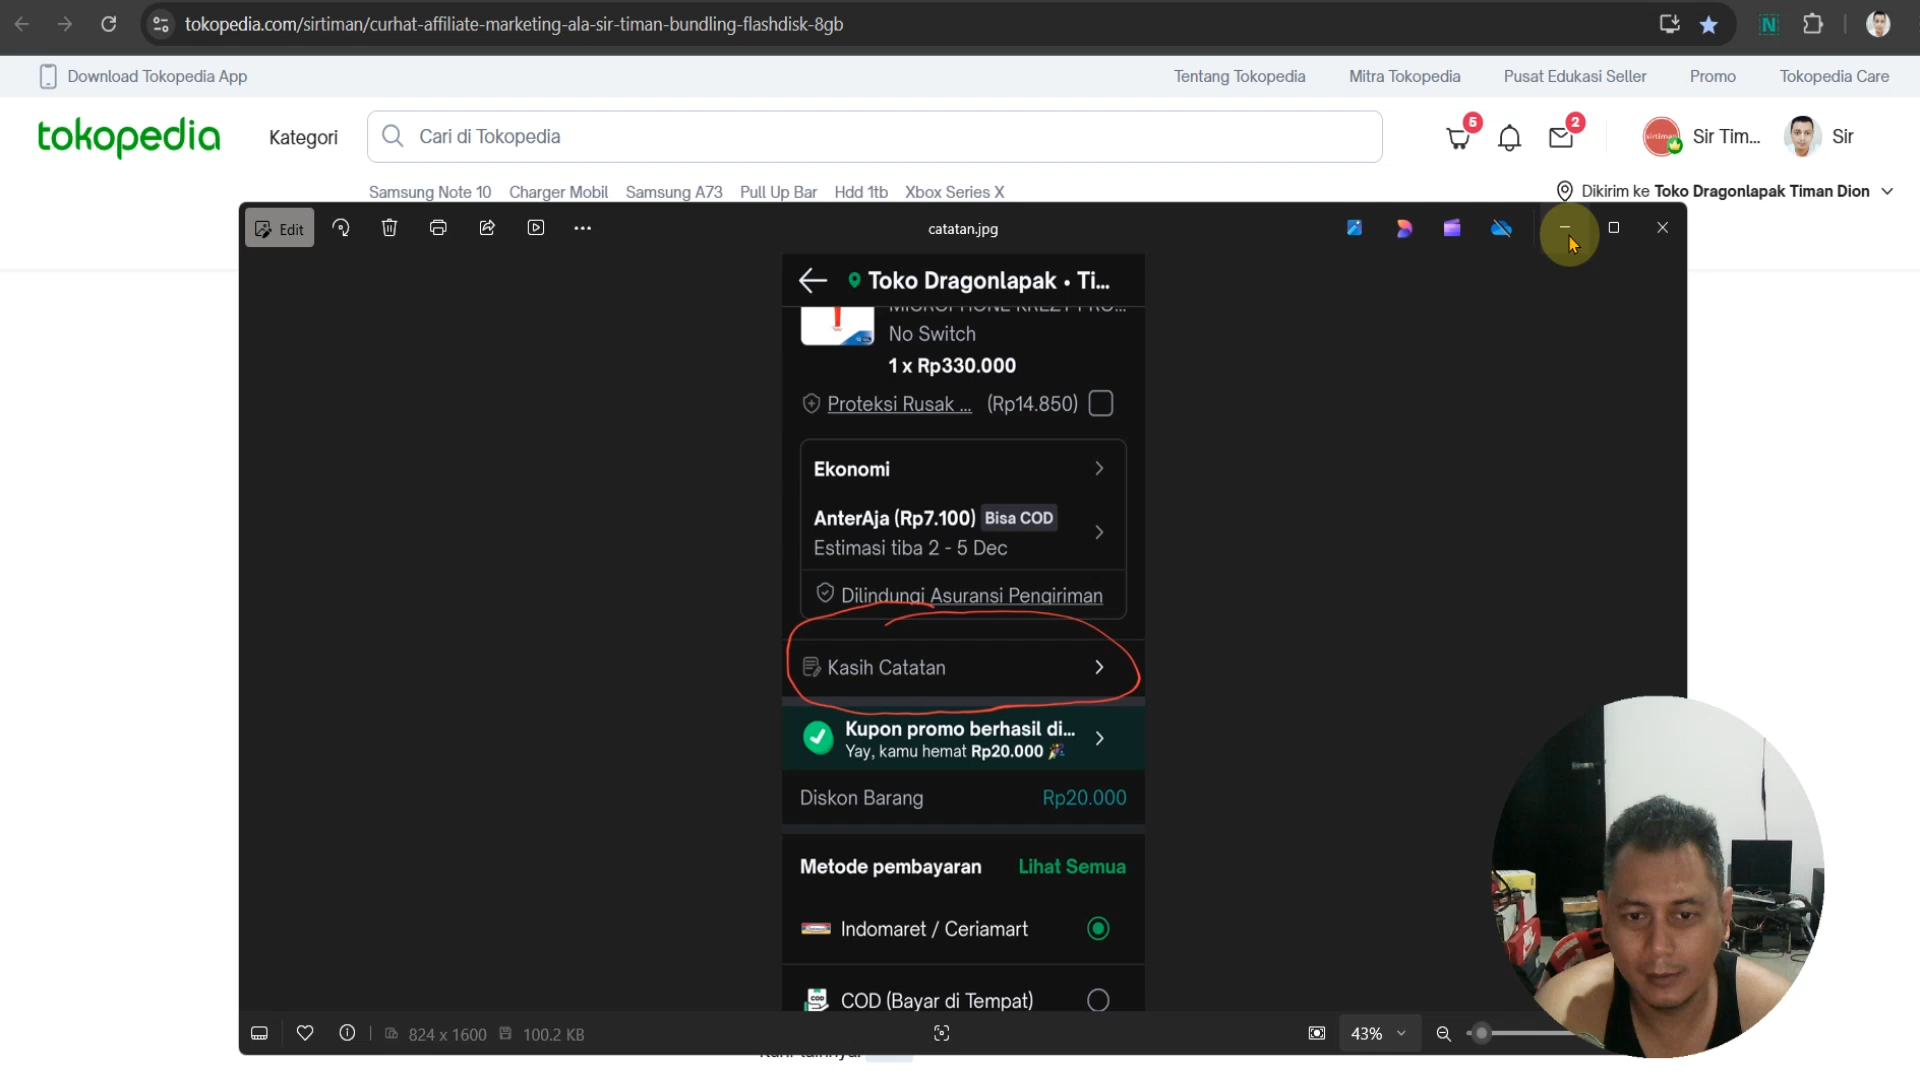 tokopedia.com/sirtiman/curhat-affiliate-marketing-ala-sir-timan-bundling-flashdisk-8gb
N
Download Tokopedia App
Tentang Tokopedia
Mitra Tokopedia
Pusat Edukasi Seller
Promo
Tokopedia Care
tokopedia
Kategori
Cari di Tokopedia
5
2
Sir Tim...
Sir
Samsung Note 10
Charger Mobil
Samsung A73
Pull Up Bar
Hdd 1tb
Xbox Series X
Dikirim ke Toko Dragonlapak Timan Dion
Edit
catatan.jpg
Toko Dragonlapak • Ti...
No Switch
1 x Rp330.000
Proteksi Rusak ... (Rp14.850)
Ekonomi
AnterAja (Rp7.100) Bisa COD
Estimasi tiba 2 - 5 Dec
Dilindungi Asuransi Pengiriman
Kasih Catatan
Kupon promo berhasil di...
Yay, kamu hemat Rp20.000
Diskon Barang Rp20.000
Metode pembayaran Lihat Semua
Indomaret / Ceriamart
COD (Bayar di Tempat)
824 x 1600
100.2 KB
43%